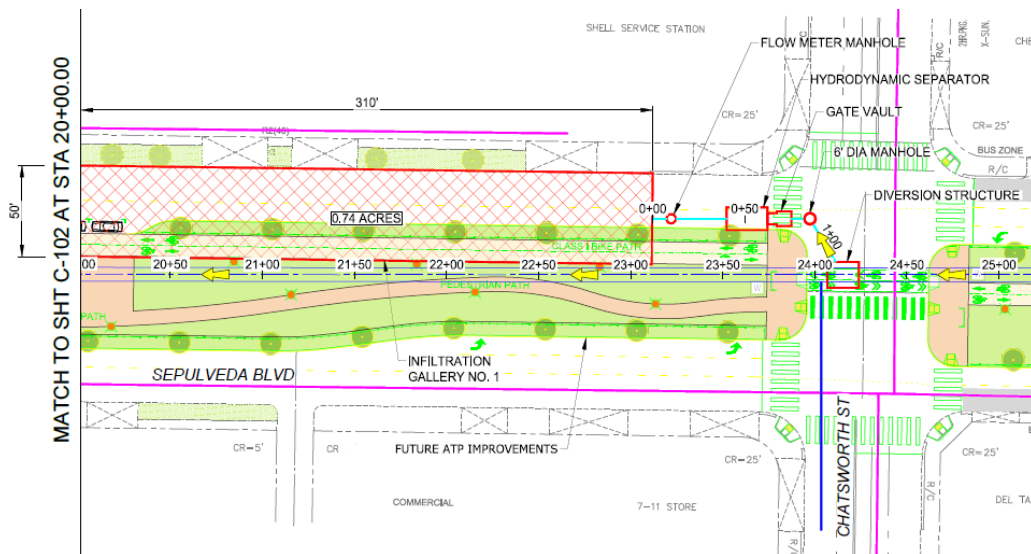 SHELL SERVICE STATION
R/C
R/C
2HR.PKG.
X-SUN.
FLOW METER MANHOLE
HYDRODYNAMIC SEPARATOR
GATE VAULT
6' DIA MANHOLE
DIVERSION STRUCTURE
CR=25'
CR=25'
BUS ZONE
R/C
MATCH TO SHT C-102 AT STA 20+00.00
310'
50'
0.74 ACRES
0+00
0+50
1+00
CLASS I BIKE PATH
20+50
21+00
21+50
22+00
22+50
23+00
23+50
24+00
24+50
25+00
PEDESTRIAN PATH
PATH
W
INFILTRATION
GALLERY NO. 1
SEPULVEDA BLVD
CHATSWORTH ST
FUTURE ATP IMPROVEMENTS
CR=5'
CR
CR=25'
CR=25'
R/C
R/C
COMMERCIAL
7-11 STORE
DEL TA